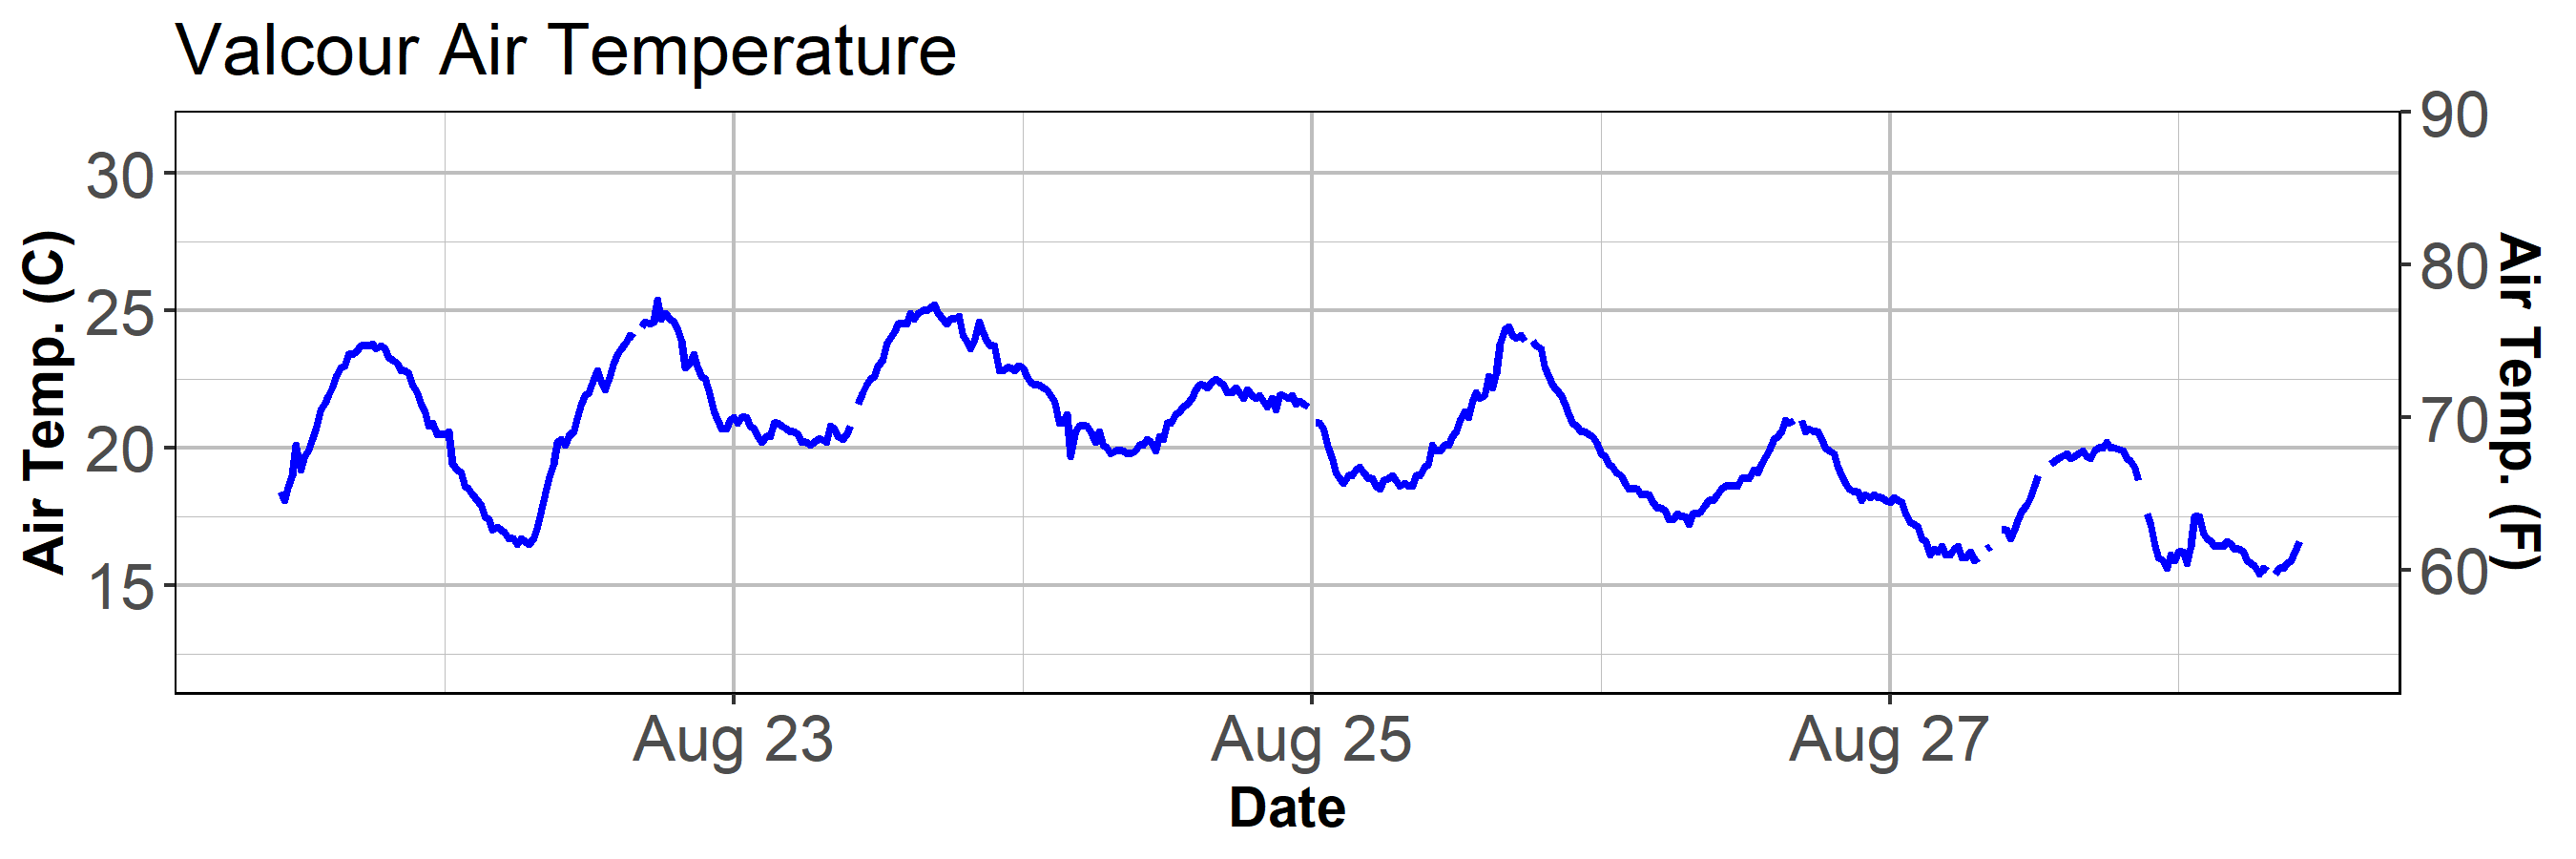 Valcour Air Temperature
Air Temp. (C)
30
25
20
15
90
80
70
60
Air Temp. (F)
Aug 23
Aug 25
Aug 27
Date